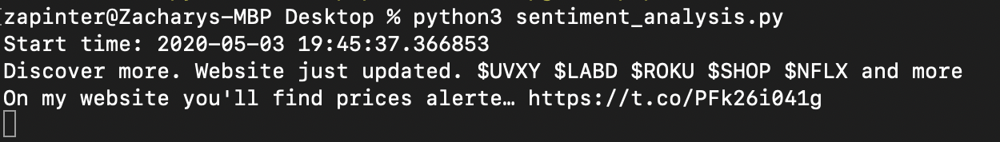 zapinter@Zacharys-MBP Desktop % python3 sentiment_analysis.py
Start time: 2020-05-03 19:45:37.366853
Discover more. Website just updated. $UVXY $LABD $ROKU $SHOP $NFLX and more
On my website you'll find prices alerte… https://t.co/PFk26i041g